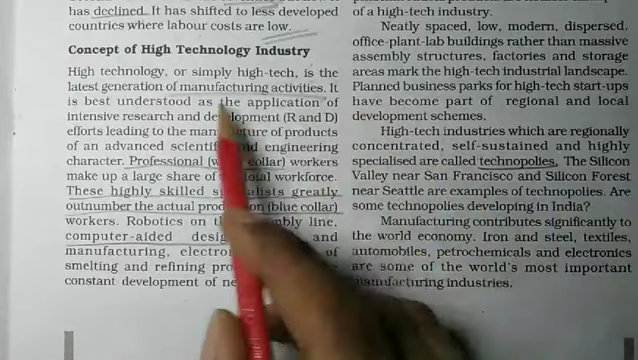 has declined. It has shifted to less developed
countries where labour costs are low.
Concept of High Technology Industry
High technology, or simply high-tech, is the
latest generation of manufacturing activities. It
is best understood as the application of
intensive research and development (R and D)
efforts leading to the manufacture of products
of an advanced scientific and engineering
character. Professional (white collar) workers
make up a large share of total workforce.
These highly skilled specialists greatly
outnumber the actual production (blue collar)
workers. Robotics on the assembly line,
computer-aided design and
manufacturing, electronic of
smelting and refining
constant development of
of a high-tech industry.
Neatly spaced, low, modern, dispersed,
office-plant-lab buildings rather than massive
assembly structures, factories and storage
areas mark the high-tech industrial landscape.
Planned business parks for high-tech start-ups
have become part of regional and local
development schemes.
High-tech industries which are regionally
concentrated, self-sustained and highly
specialised are called technopolies. The Silicon
Valley near San Francisco and Silicon Forest
near Seattle are examples of technopolies. Are
some technopolies developing in India?
Manufacturing contributes significantly to
the world economy. Iron and steel, textiles,
automobiles, petrochemicals and electronics
are some of the world's most important
manufacturing industries.